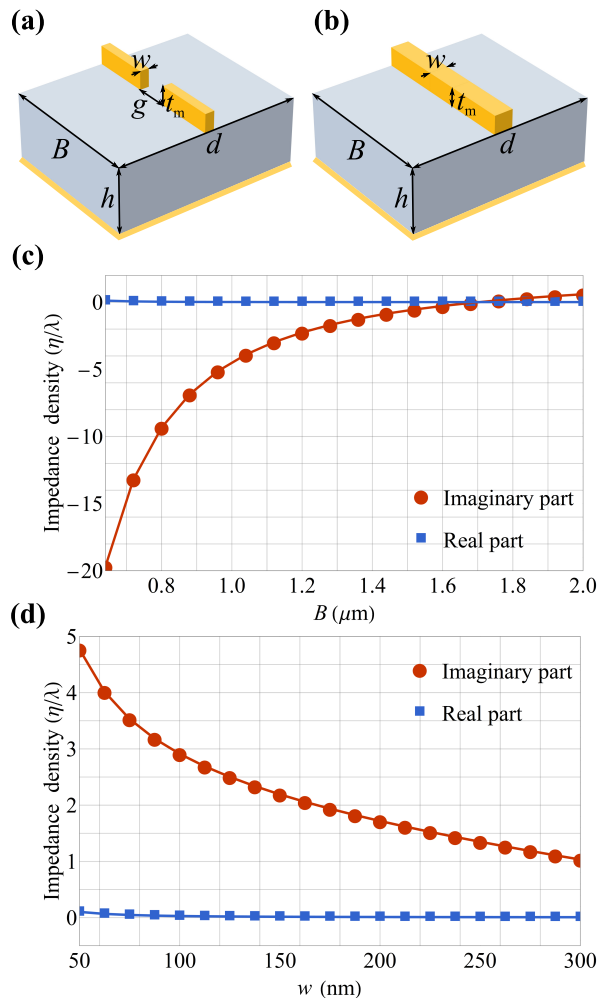 (a) (b)
w w
g t_m t_m
B d B d
h h
(c)
0
−5
−10
−15
−20
Impedance density (η/λ)
Imaginary part
Real part
0.8 1.0 1.2 1.4 1.6 1.8 2.0
B (μm)
(d)
5
4
3
2
1
0
Impedance density (η/λ)
Imaginary part
Real part
50 100 150 200 250 300
w (nm)